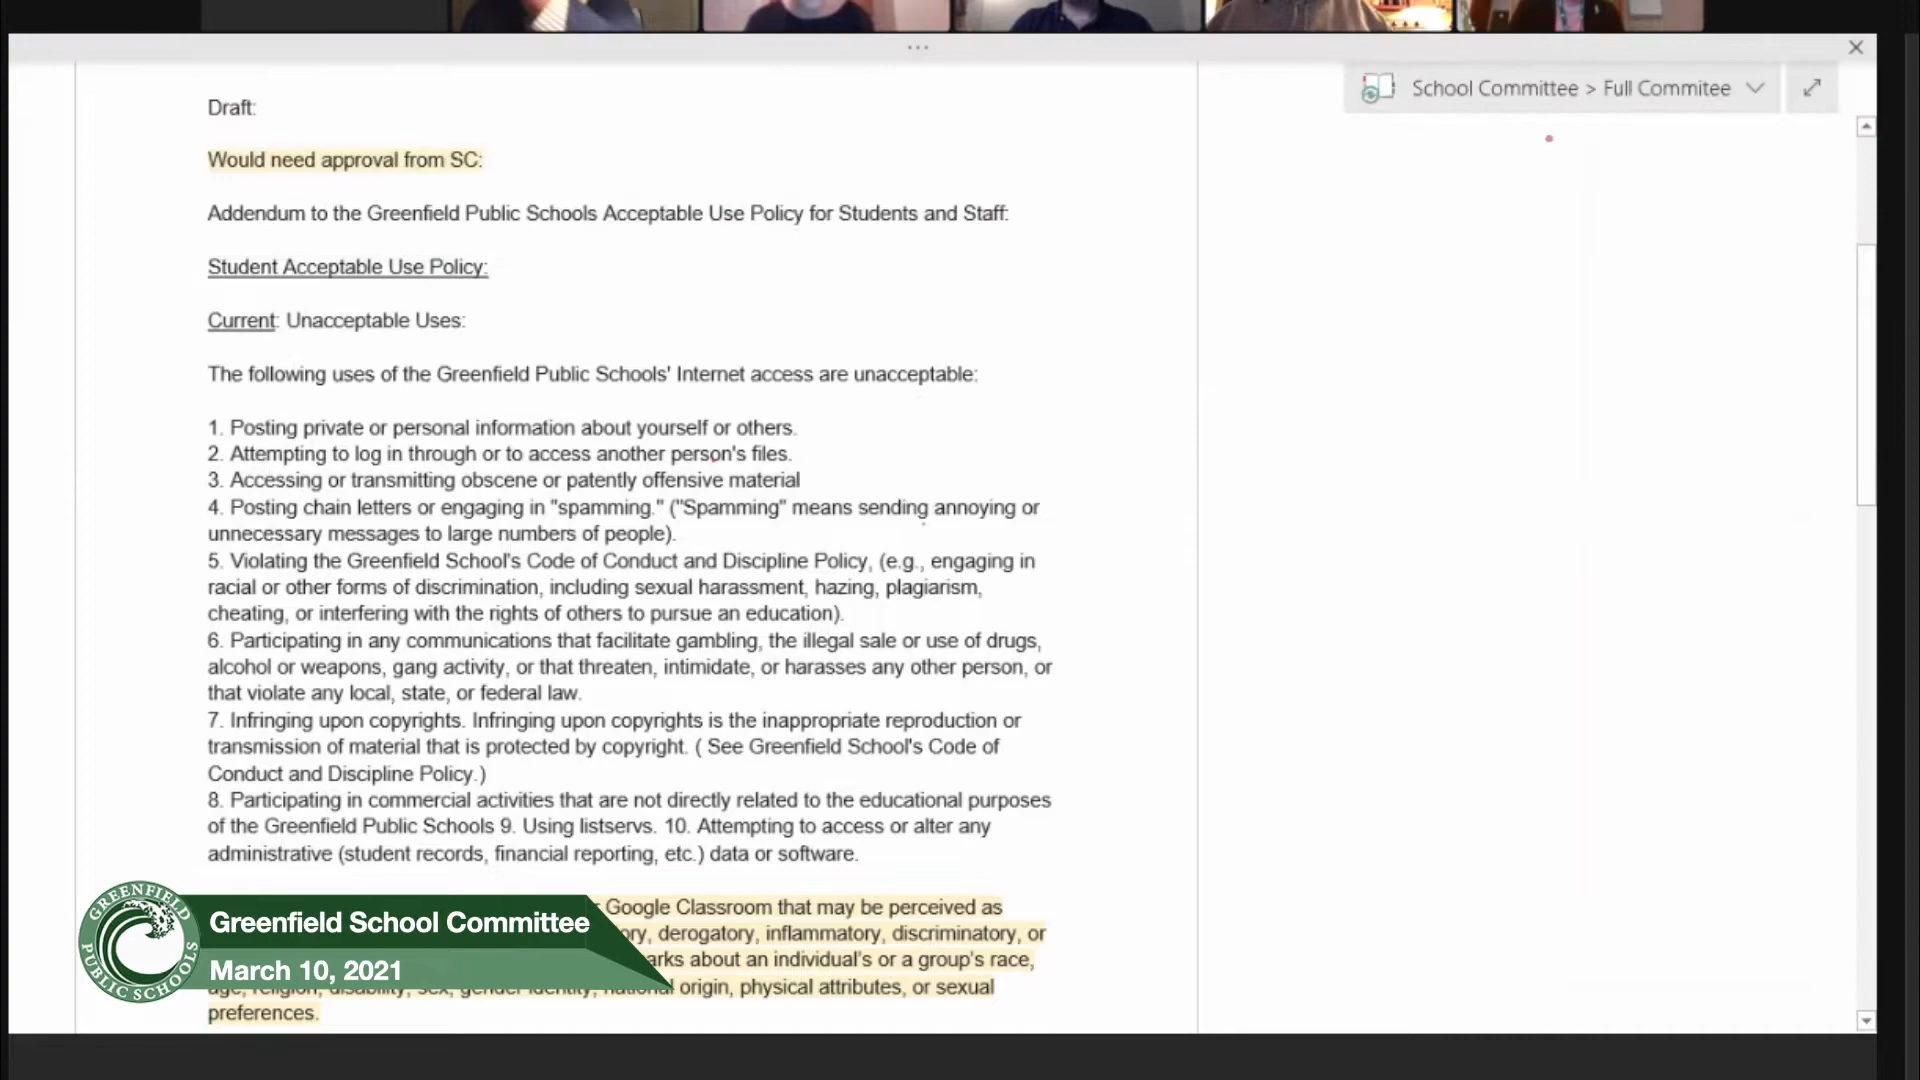 School Committee > Full Commitee
Draft:
Would need approval from SC:
Addendum to the Greenfield Public Schools Acceptable Use Policy for Students and Staff:
Student Acceptable Use Policy:
Current: Unacceptable Uses:
The following uses of the Greenfield Public Schools' Internet access are unacceptable:
1. Posting private or personal information about yourself or others.
2. Attempting to log in through or to access another person's files.
3. Accessing or transmitting obscene or patently offensive material
4. Posting chain letters or engaging in "spamming." ("Spamming" means sending annoying or
unnecessary messages to large numbers of people).
5. Violating the Greenfield School's Code of Conduct and Discipline Policy, (e.g., engaging in
racial or other forms of discrimination, including sexual harassment, hazing, plagiarism,
cheating, or interfering with the rights of others to pursue an education).
6. Participating in any communications that facilitate gambling, the illegal sale or use of drugs,
alcohol or weapons, gang activity, or that threaten, intimidate, or harasses any other person, or
that violate any local, state, or federal law.
7. Infringing upon copyrights. Infringing upon copyrights is the inappropriate reproduction or
transmission of material that is protected by copyright. ( See Greenfield School's Code of
Conduct and Discipline Policy.)
8. Participating in commercial activities that are not directly related to the educational purposes
of the Greenfield Public Schools 9. Using listservs. 10. Attempting to access or alter any
administrative (student records, financial reporting, etc.) data or software.
Google Classroom that may be perceived as
derogatory, inflammatory, discriminatory, or
about an individual's or a group's race,
age, religion, disability, sex, gender identity, national origin, physical attributes, or sexual
preferences.
GREENFIELD PUBLIC SCHOOLS
Greenfield School Committee
March 10, 2021